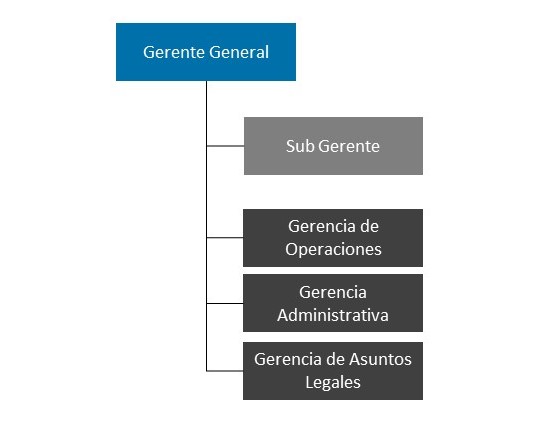 Gerente General
Sub Gerente
Gerencia de
Operaciones
Gerencia
Administrativa
Gerencia de Asuntos
Legales